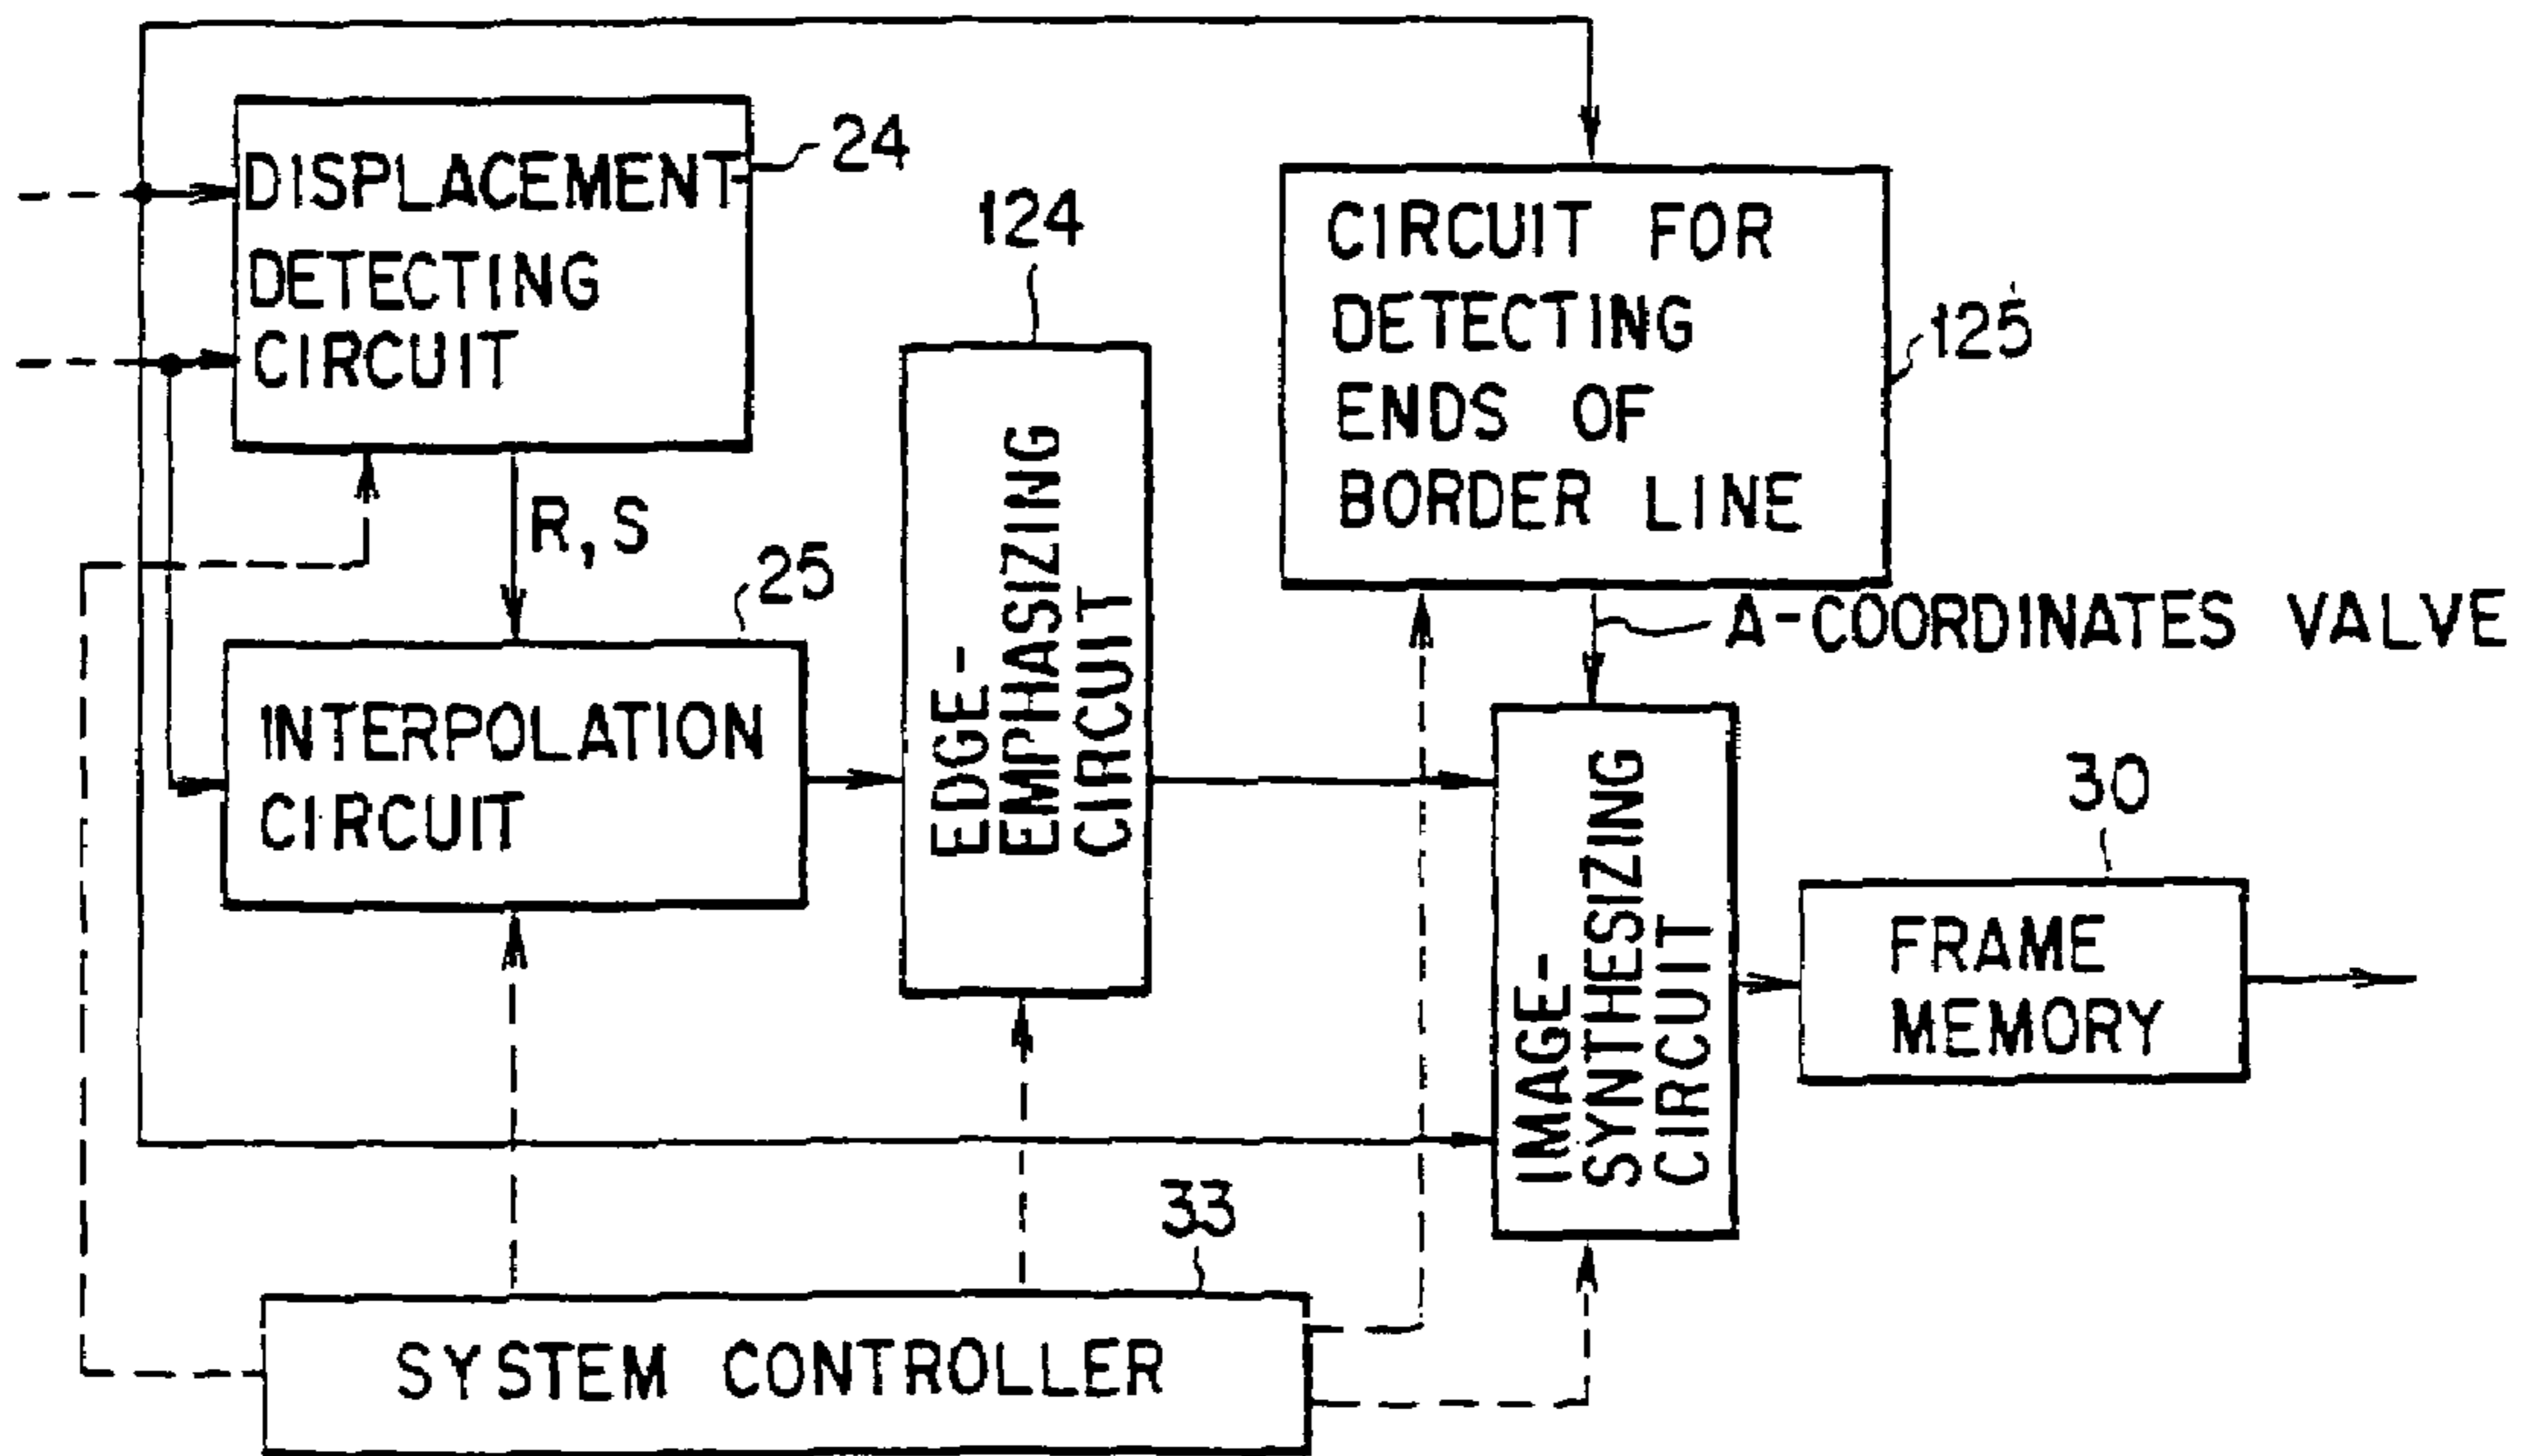 DISPLACEMENT
DETECTING
CIRCUIT
24
R, S
25
INTERPOLATION
CIRCUIT
124
EDGE-
EMPHASIZING
CIRCUIT
CIRCUIT FOR
DETECTING
ENDS OF
BORDER LINE
125
A-COORDINATES VALVE
IMAGE-
SYNTHESIZING
CIRCUIT
30
FRAME
MEMORY
33
SYSTEM CONTROLLER